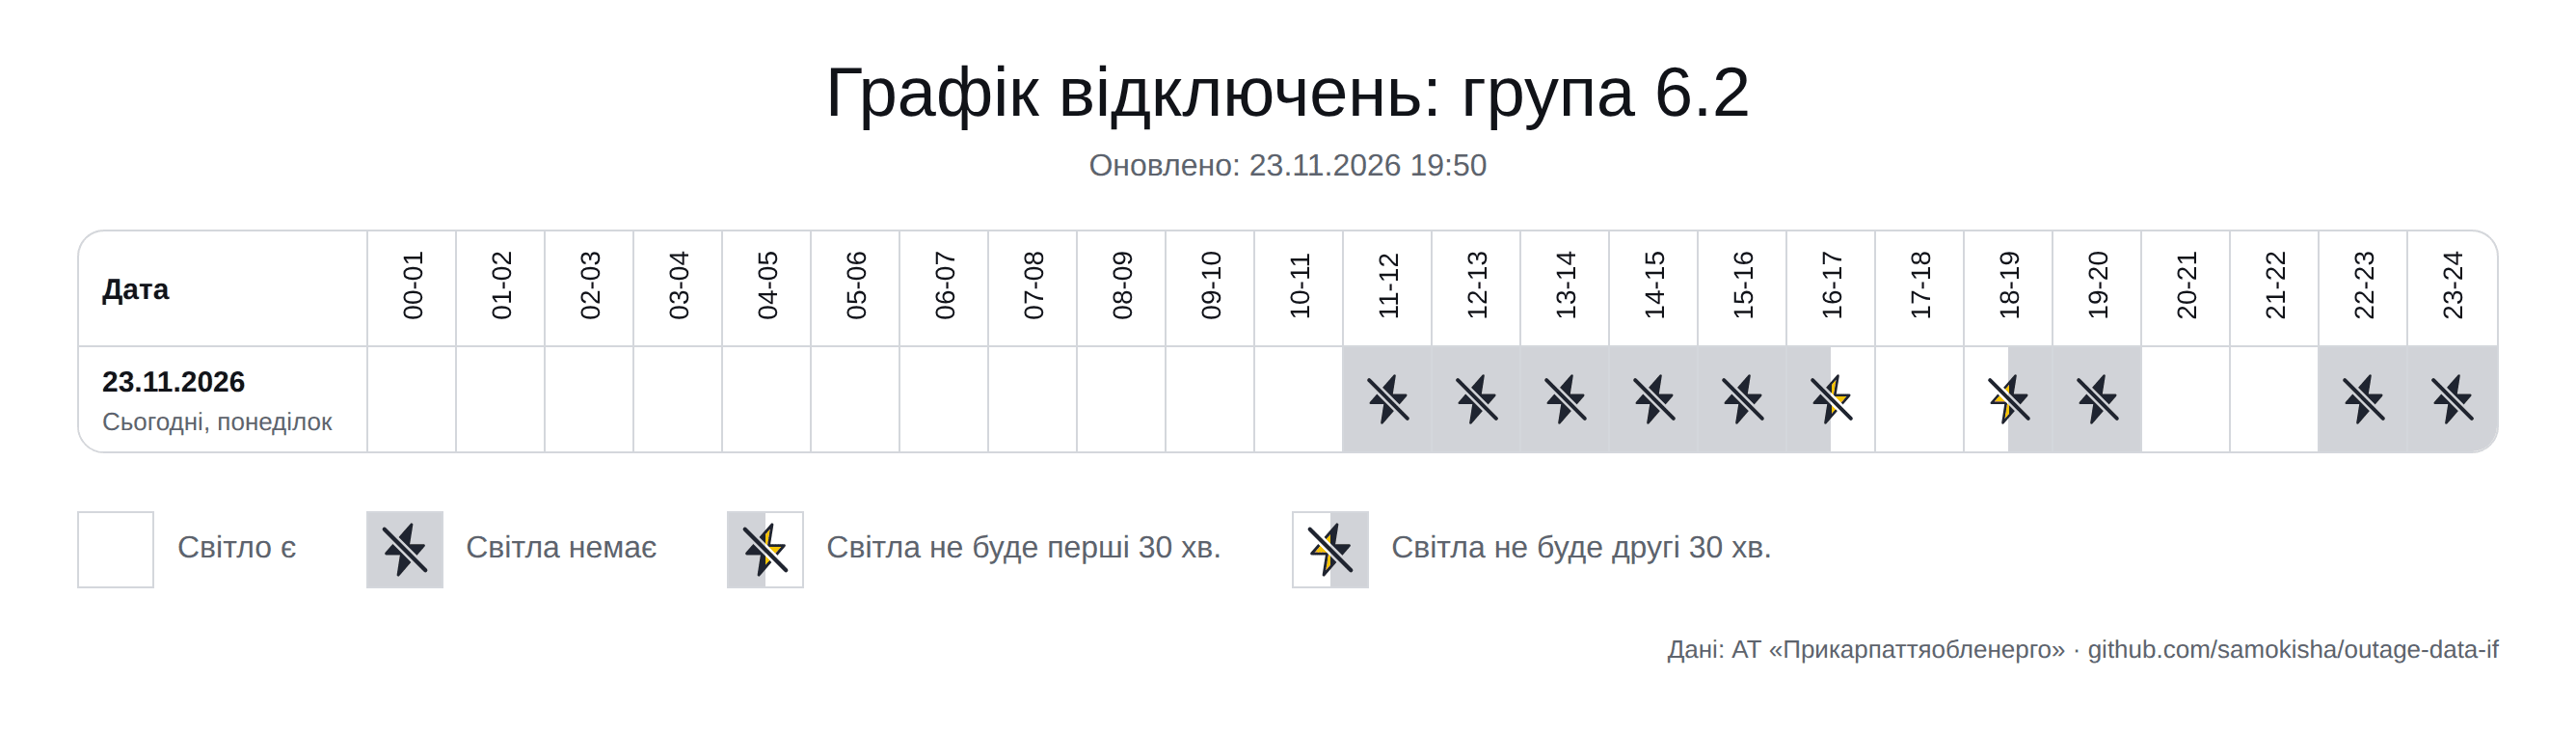 Графік відключень: група 6.2
Оновлено: 23.11.2026 19:50
Дата 00-01 01-02 02-03 03-04 04-05 05-06 06-07 07-08 08-09 09-10 10-11 11-12 12-13 13-14 14-15 15-16 16-17 17-18 18-19 19-20 20-21 21-22 22-23 23-24
23.11.2026
Сьогодні, понеділок
Світло є Світла немає Світла не буде перші 30 хв. Світла не буде другі 30 хв.
Дані: АТ «Прикарпаттяобленерго» · github.com/samokisha/outage-data-if